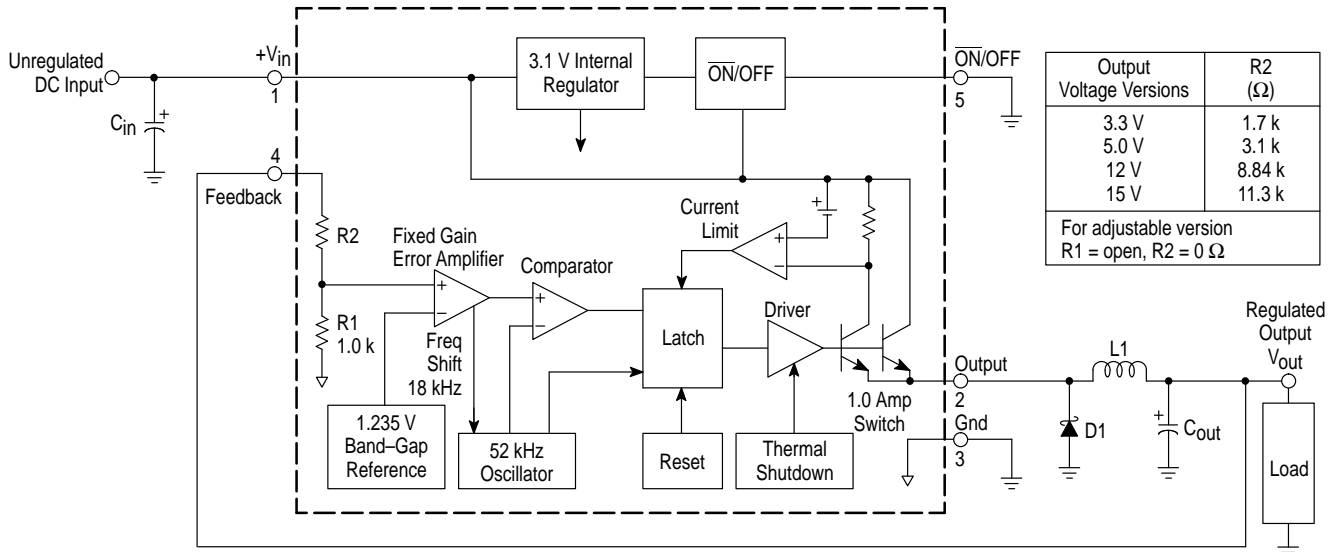 Unregulated
DC Input
Cin
+
+Vin
1
4
Feedback
3.1 V Internal
Regulator
ON/OFF
ON/OFF
5
Output
Voltage Versions
R2
(Ω)
3.3 V
1.7 k
5.0 V
3.1 k
12 V
8.84 k
15 V
11.3 k
For adjustable version
R1 = open, R2 = 0 Ω
R2
R1
1.0 k
Fixed Gain
Error Amplifier
+
–
Comparator
+
–
Current
Limit
+
–
+
Freq
Shift
18 kHz
Latch
Driver
1.0 Amp
Switch
1.235 V
Band–Gap
Reference
52 kHz
Oscillator
Reset
Thermal
Shutdown
Output
2
Gnd
3
D1
L1
+
Cout
Regulated
Output
Vout
Load